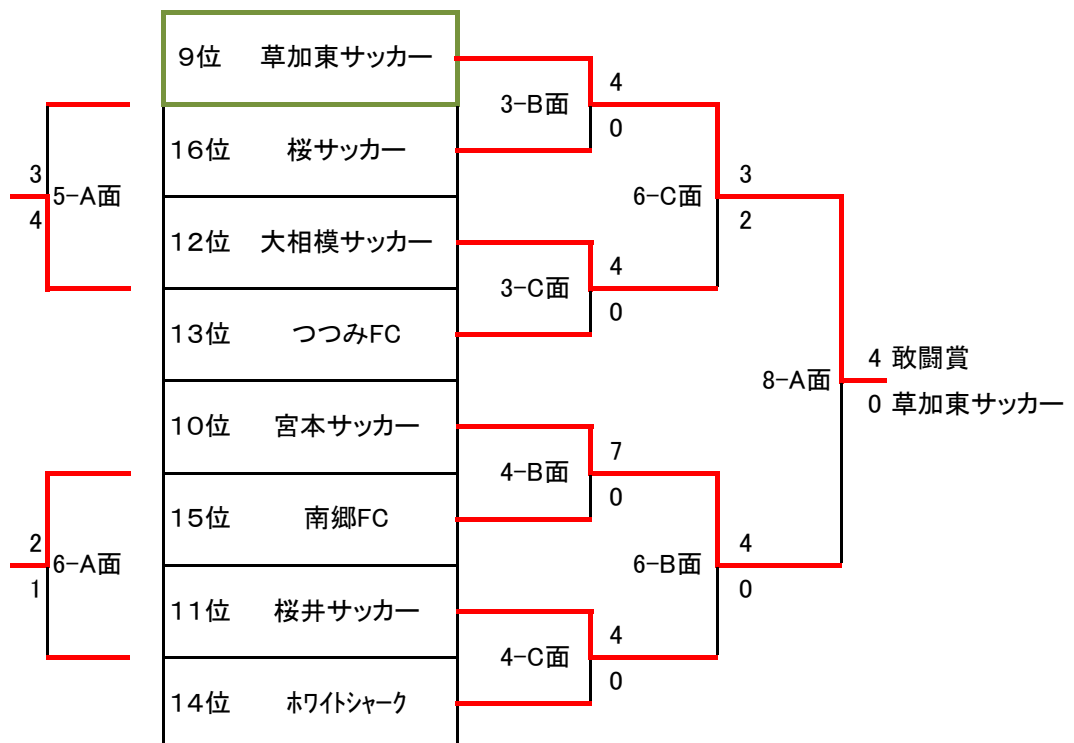 9位 草加東サッカー
16位 桜サッカー
12位 大相模サッカー
13位 つつみFC
10位 宮本サッカー
15位 南郷FC
11位 桜井サッカー
14位 ホワイトシャーク
3
5-A面
4
2
6-A面
1
3-B面
4
0
3-C面
4
0
4-B面
7
0
4-C面
4
0
6-C面
3
2
6-B面
4
0
8-A面
4 敢闘賞
0 草加東サッカー